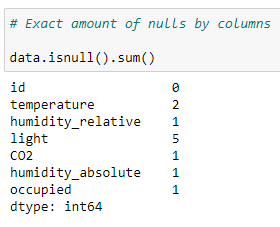 # Exact amount of nulls by columns
data.isnull().sum()
id 0
temperature 2
humidity_relative 1
light 5
CO2 1
humidity_absolute 1
occupied 1
dtype: int64